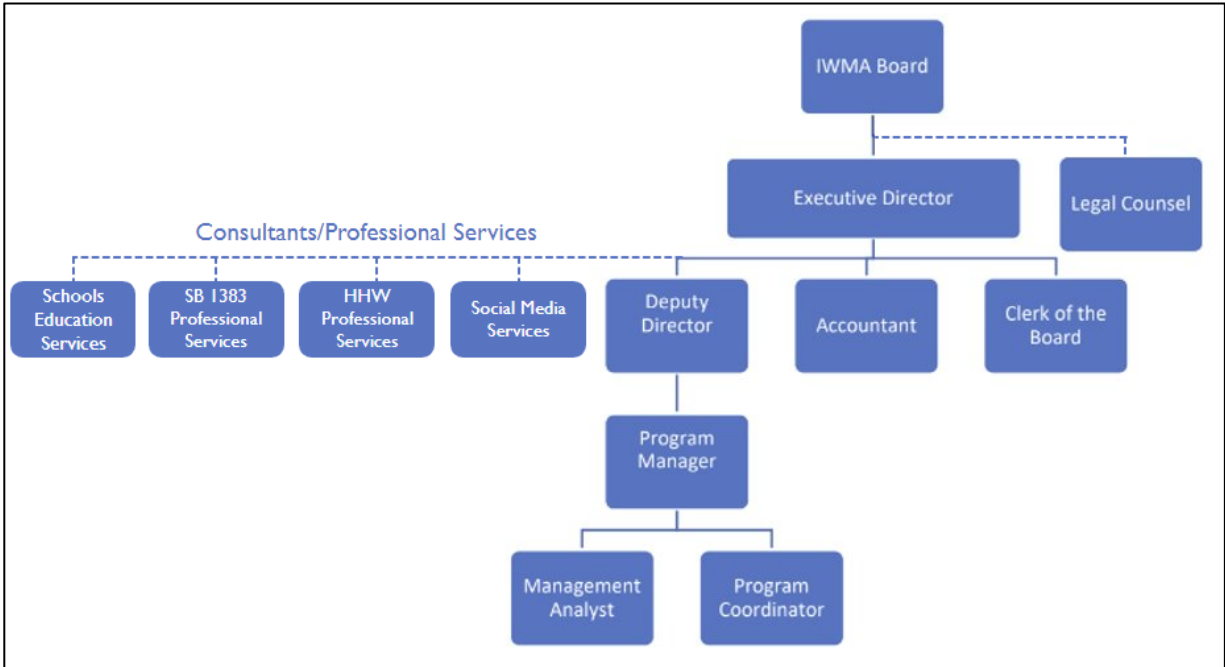 IWMA Board
Executive Director
Legal Counsel
Consultants/Professional Services
Schools
Education
Services
SB 1383
Professional
Services
HHW
Professional
Services
Social Media
Services
Deputy
Director
Accountant
Clerk of the
Board
Program
Manager
Management
Analyst
Program
Coordinator